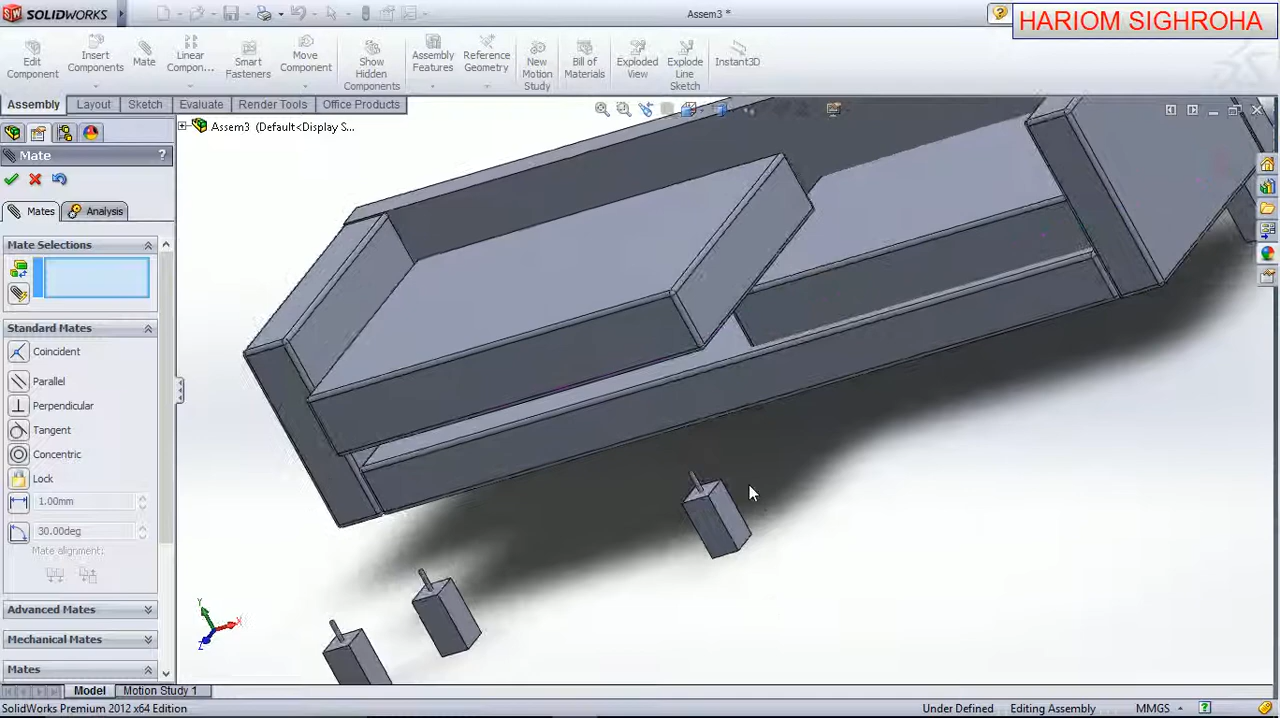 SOLIDWORKS
Assem3 *
HARIOM SIGHROHA
Edit Component
Insert Components
Mate
Linear Compon...
Smart Fasteners
Move Component
Show Hidden Components
Assembly Features
Reference Geometry
New Motion Study
Bill of Materials
Exploded View
Explode Line Sketch
Instant3D
Assembly
Layout
Sketch
Evaluate
Render Tools
Office Products
Assem3 (Default<Display S...
Mate
?
Mates
Analysis
Mate Selections
Standard Mates
Coincident
Parallel
Perpendicular
Tangent
Concentric
Lock
1.00mm
30.00deg
Mate alignment:
Advanced Mates
Mechanical Mates
Mates
Y
X
Z
Model
Motion Study 1
SolidWorks Premium 2012 x64 Edition
Under Defined
Editing Assembly
MMGS
?